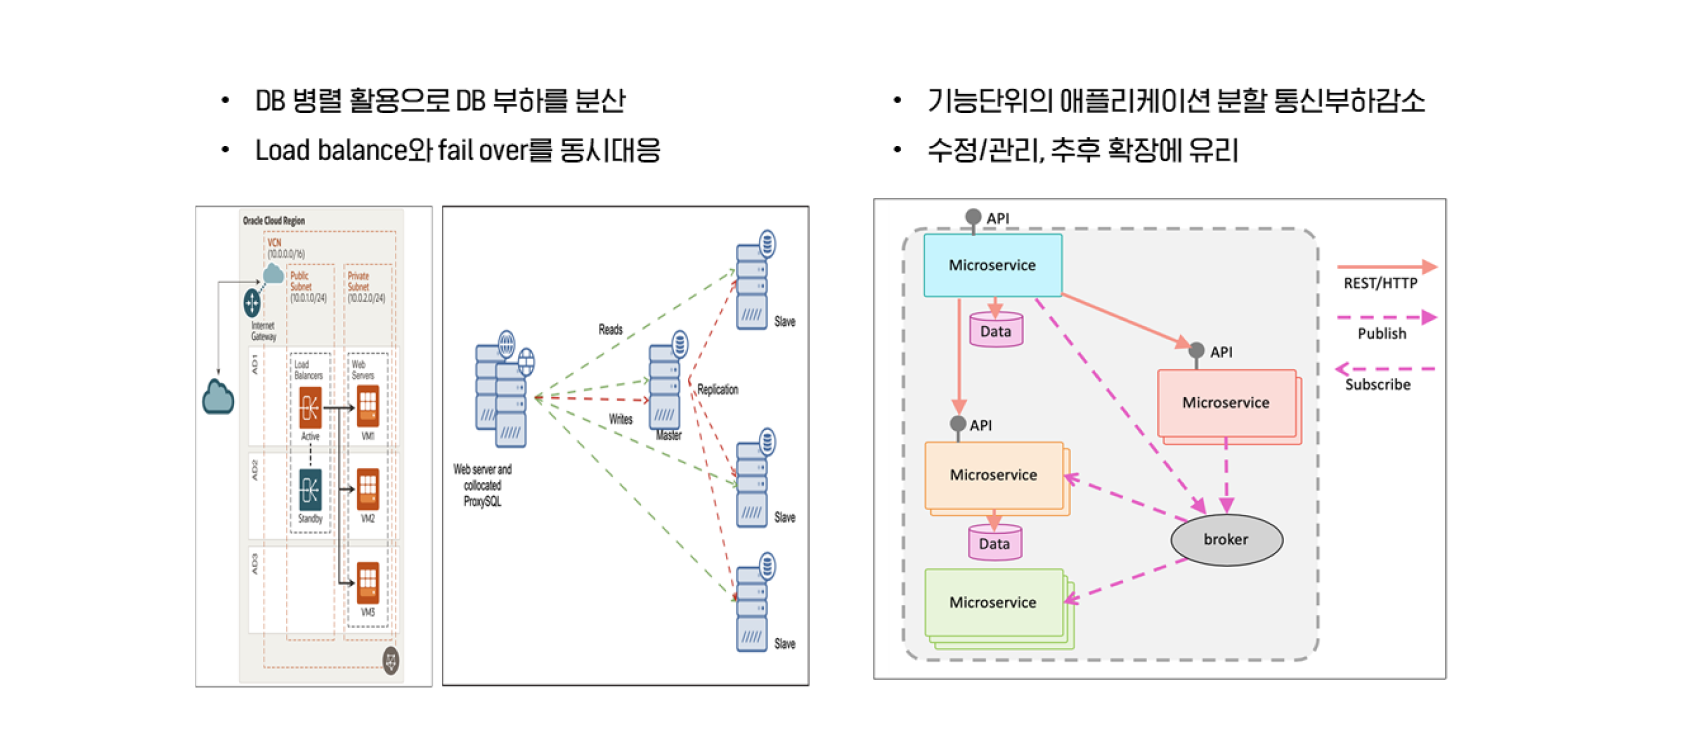 • DB 병렬 활용으로 DB 부하를 분산
• Load balance와 fail over를 동시대응
• 기능단위의 애플리케이션 분할 통신부하감소
• 수정/관리, 추후 확장에 유리
Oracle Cloud Region
VCN
(10.0.0.0/16)
Public
Subnet
(10.0.1.0/24)
Private
Subnet
(10.0.2.0/24)
Internet
Gateway
AD1
Load
Balancers
Web
Servers
Active
VM1
AD2
Standby
VM2
AD3
VM3
Reads
Writes
Replication
Master
Slave
Slave
Slave
Web server and
collocated
ProxySQL
API
Microservice
Data
API
Microservice
API
Microservice
Data
broker
Microservice
REST/HTTP
Publish
Subscribe